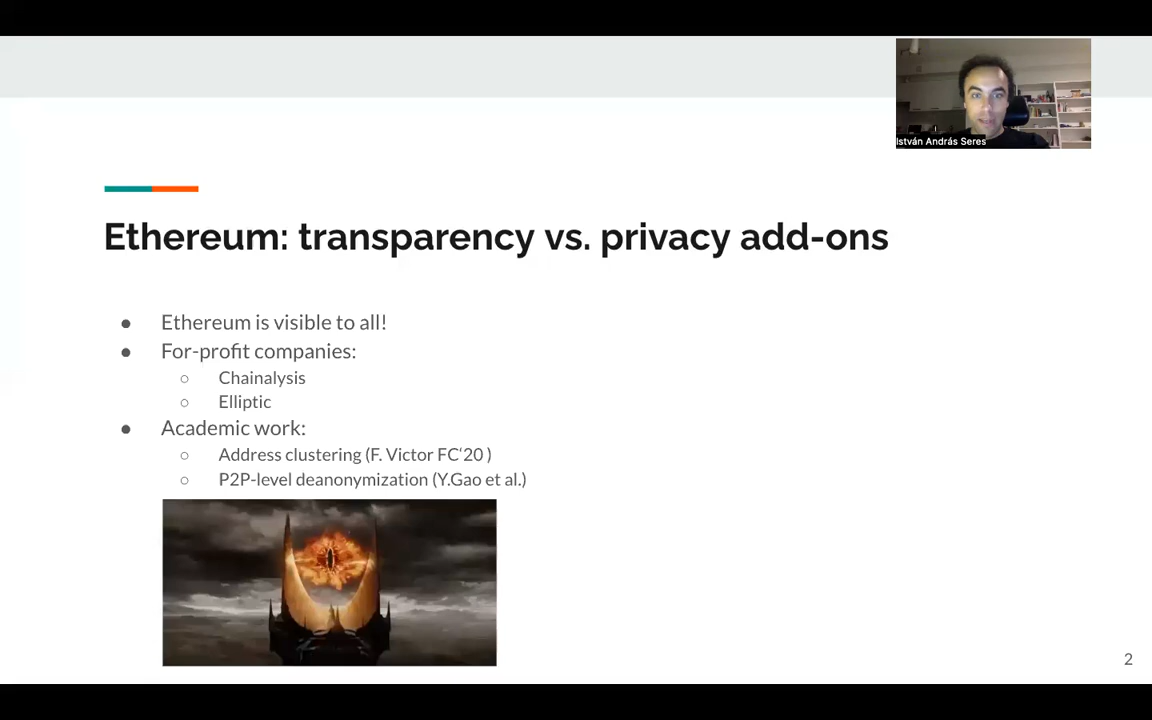 István András Seres
Ethereum: transparency vs. privacy add-ons
● Ethereum is visible to all!
● For-profit companies:
○ Chainalysis
○ Elliptic
● Academic work:
○ Address clustering (F. Victor FC‘20 )
○ P2P-level deanonymization (Y.Gao et al.)
2